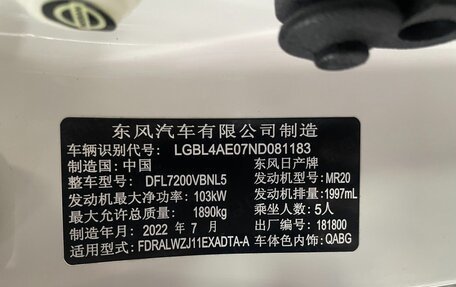 东风汽车有限公司制造
车辆识别代号: LGBL4AE07ND081183
制造国: 中国 东风日产牌
整车型号: DFL7200VBNL5 发动机型号: MR20
发动机最大净功率: 103kW 发动机排量: 1997mL
最大允许总质量: 1890kg 乘坐人数: 5人
制造年月: 2022 年 7 月 出厂编号: 181800
适用型式: FDRALWZJ11EXADTA-A 车体色内饰: QABG